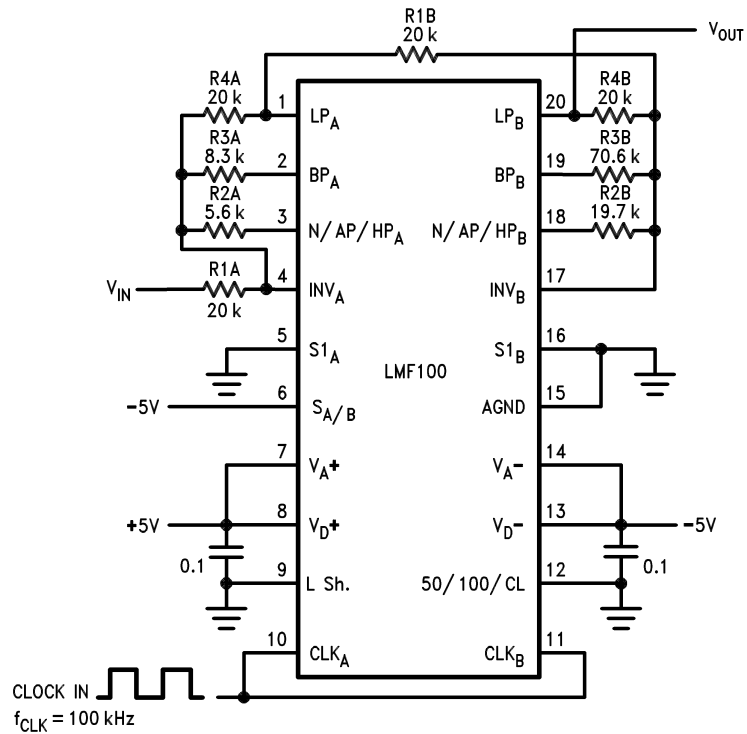 R1B
20 k
V_OUT
R4A
20 k
1
LP_A
LP_B
20
R4B
20 k
R3A
8.3 k
2
BP_A
BP_B
19
R3B
70.6 k
R2A
5.6 k
3
N/AP/HP_A
N/AP/HP_B
18
R2B
19.7 k
V_IN
R1A
20 k
4
INV_A
INV_B
17
5
S1_A
S1_B
16
LMF100
-5V
6
S_A/B
AGND
15
7
V_A+
V_A-
14
+5V
8
V_D+
V_D-
13
-5V
0.1
9
L Sh.
50/100/CL
12
0.1
10
CLK_A
CLK_B
11
CLOCK IN
f_CLK = 100 kHz